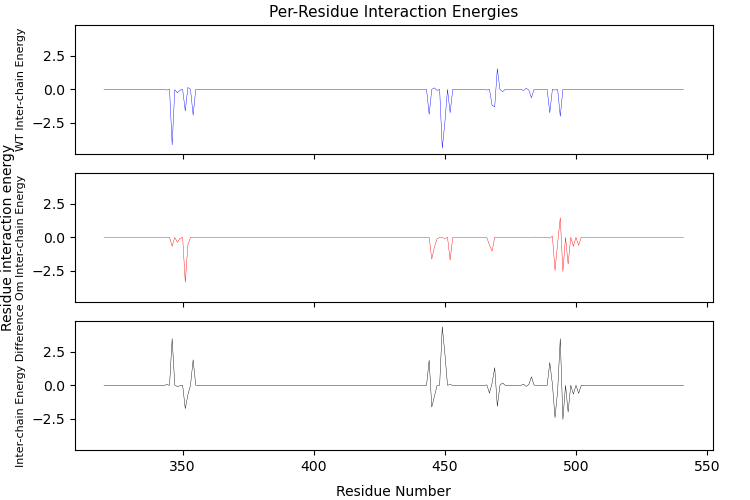 Per-Residue Interaction Energies
Residue interaction energy
WT Inter-chain Energy
2.5
0.0
−2.5
Om Inter-chain Energy
2.5
0.0
−2.5
Inter-chain Energy Difference
2.5
0.0
−2.5
350
400
450
500
550
Residue Number